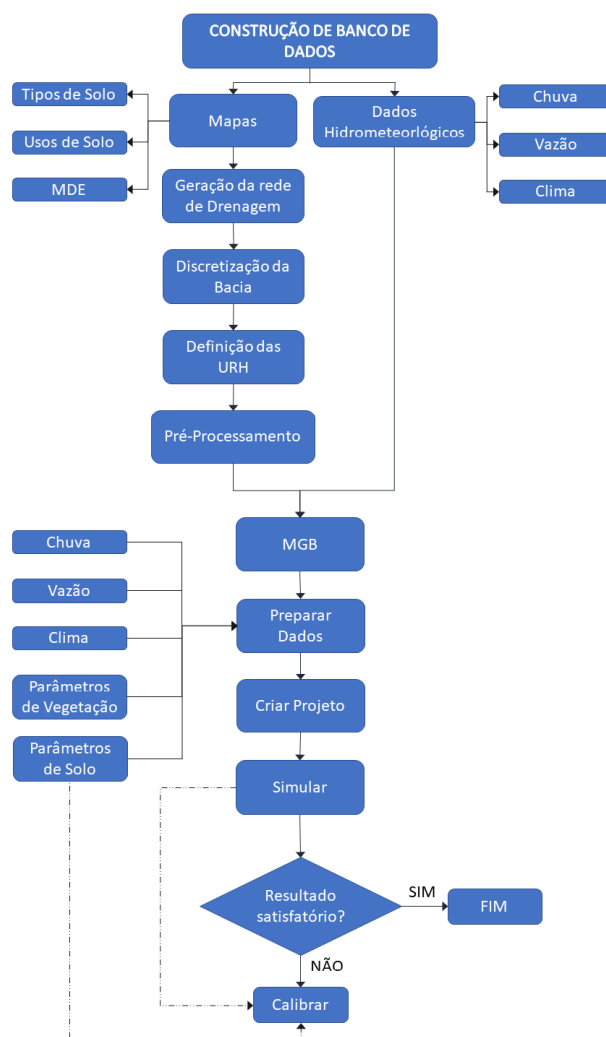 CONSTRUÇÃO DE BANCO DE
DADOS
Tipos de Solo
Usos de Solo
MDE
Mapas
Dados
Hidrometeorlógicos
Chuva
Vazão
Clima
Geração da rede
de Drenagem
Discretização da
Bacia
Definição das
URH
Pré-Processamento
MGB
Chuva
Vazão
Clima
Parâmetros
de Vegetação
Parâmetros
de Solo
Preparar
Dados
Criar Projeto
Simular
Resultado
satisfatório?
SIM
FIM
NÃO
Calibrar